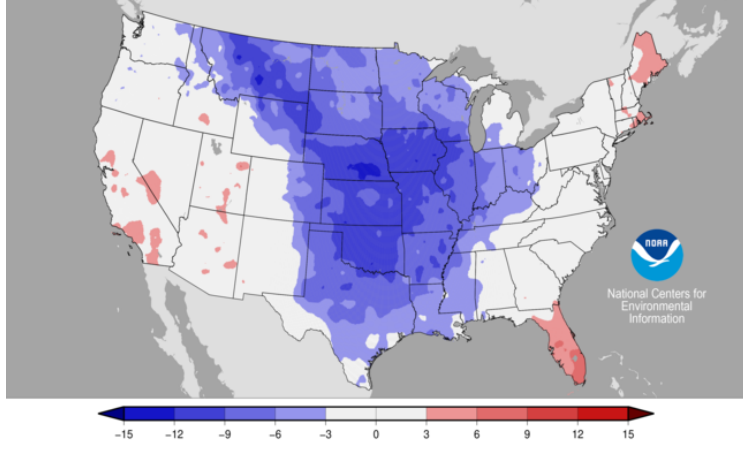 NOAA
National Centers for
Environmental
Information
-15 -12 -9 -6 -3 0 3 6 9 12 15